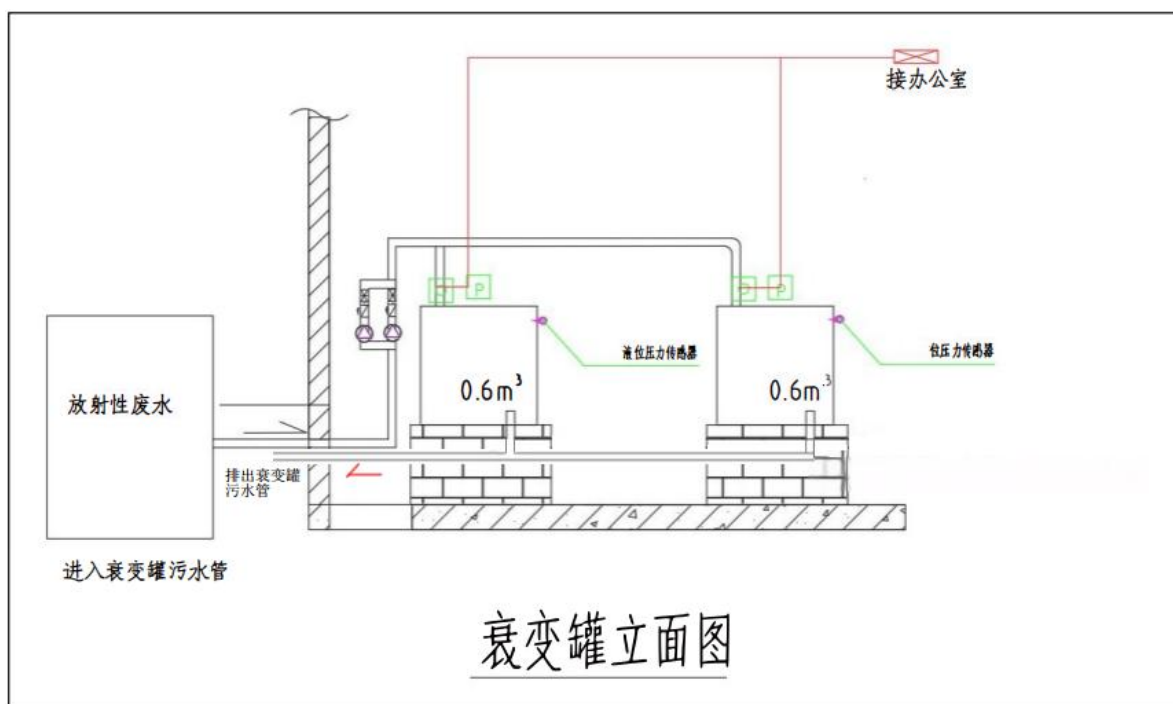 接办公室
P
P
液位压力传感器
位压力传感器
0.6m³
0.6m³
放射性废水
排出衰变罐
污水管
进入衰变罐污水管
衰变罐立面图